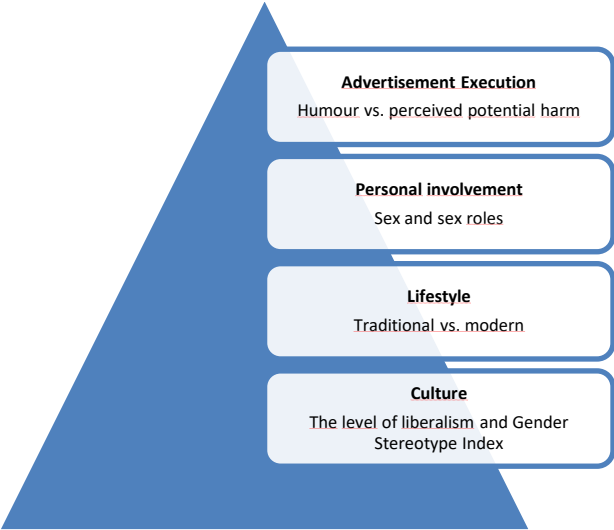 Advertisement Execution
Humour vs. perceived potential harm
Personal involvement
Sex and sex roles
Lifestyle
Traditional vs. modern
Culture
The level of liberalism and Gender
Stereotype Index